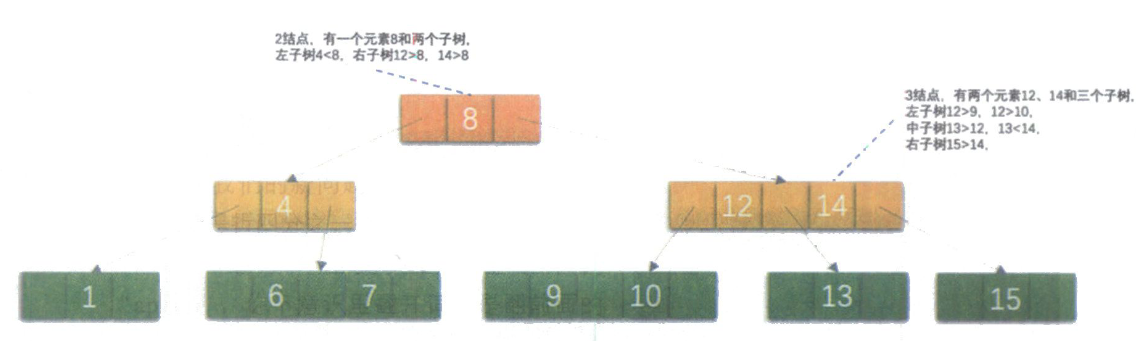 2结点，有一个元素8和两个子树，
左子树4<8，右子树12>8，14>8
3结点，有两个元素12、14和三个子树，
左子树12>9，12>10，
中子树13>12，13<14，
右子树15>14，
8
4
12 14
1
6 7
9 10
13
15